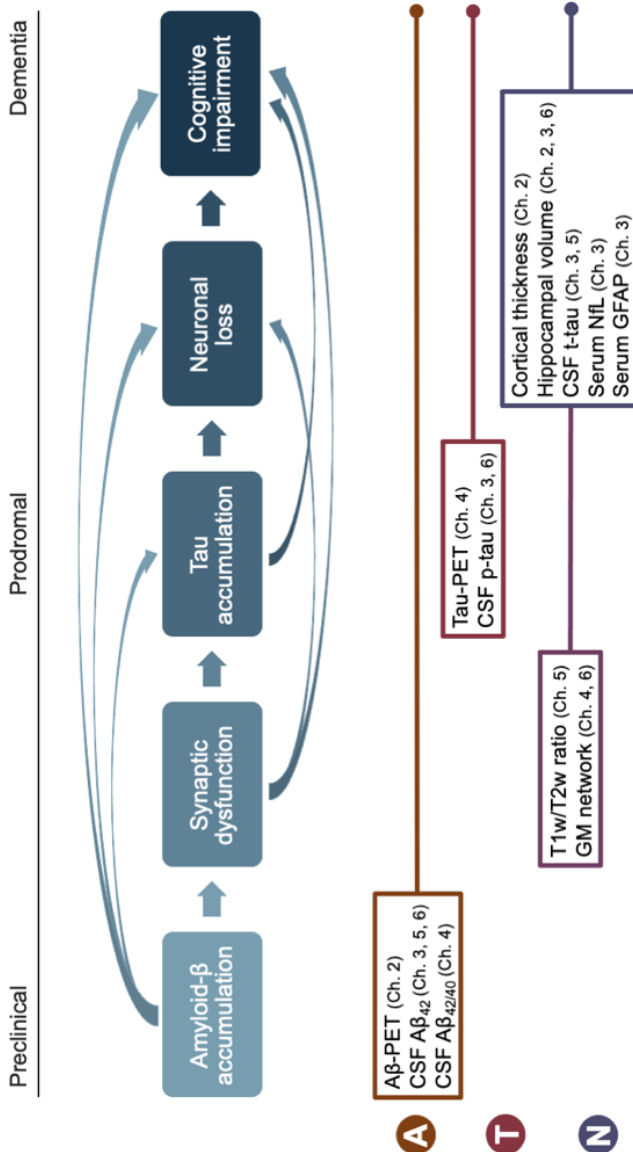 Preclinical
Prodromal
Dementia
Amyloid-β
accumulation
Synaptic
dysfunction
Tau
accumulation
Neuronal
loss
Cognitive
impairment
A
Aβ-PET (Ch. 2)
CSF Aβ42 (Ch. 3, 5, 6)
CSF Aβ42/40 (Ch. 4)
T
Tau-PET (Ch. 4)
CSF p-tau (Ch. 3, 6)
N
T1w/T2w ratio (Ch. 5)
GM network (Ch. 4, 6)
Cortical thickness (Ch. 2)
Hippocampal volume (Ch. 2, 3, 6)
CSF t-tau (Ch. 3, 5)
Serum NfL (Ch. 3)
Serum GFAP (Ch. 3)